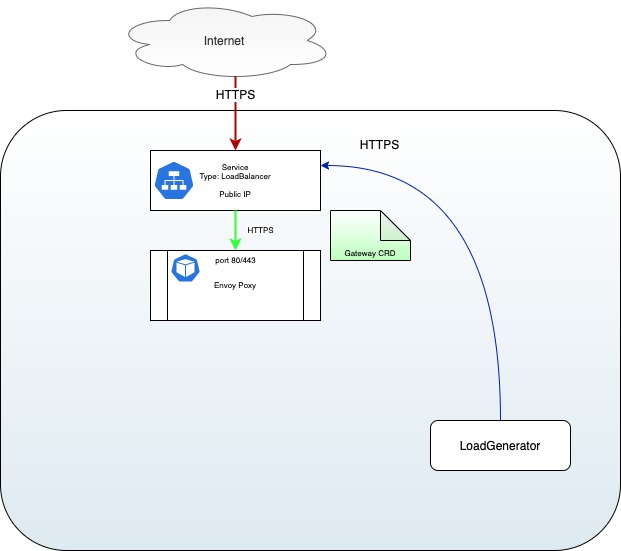 Internet
HTTPS
HTTPS
Service
Type: LoadBalancer
Public IP
HTTPS
Gateway CRD
port 80/443
Envoy Poxy
LoadGenerator